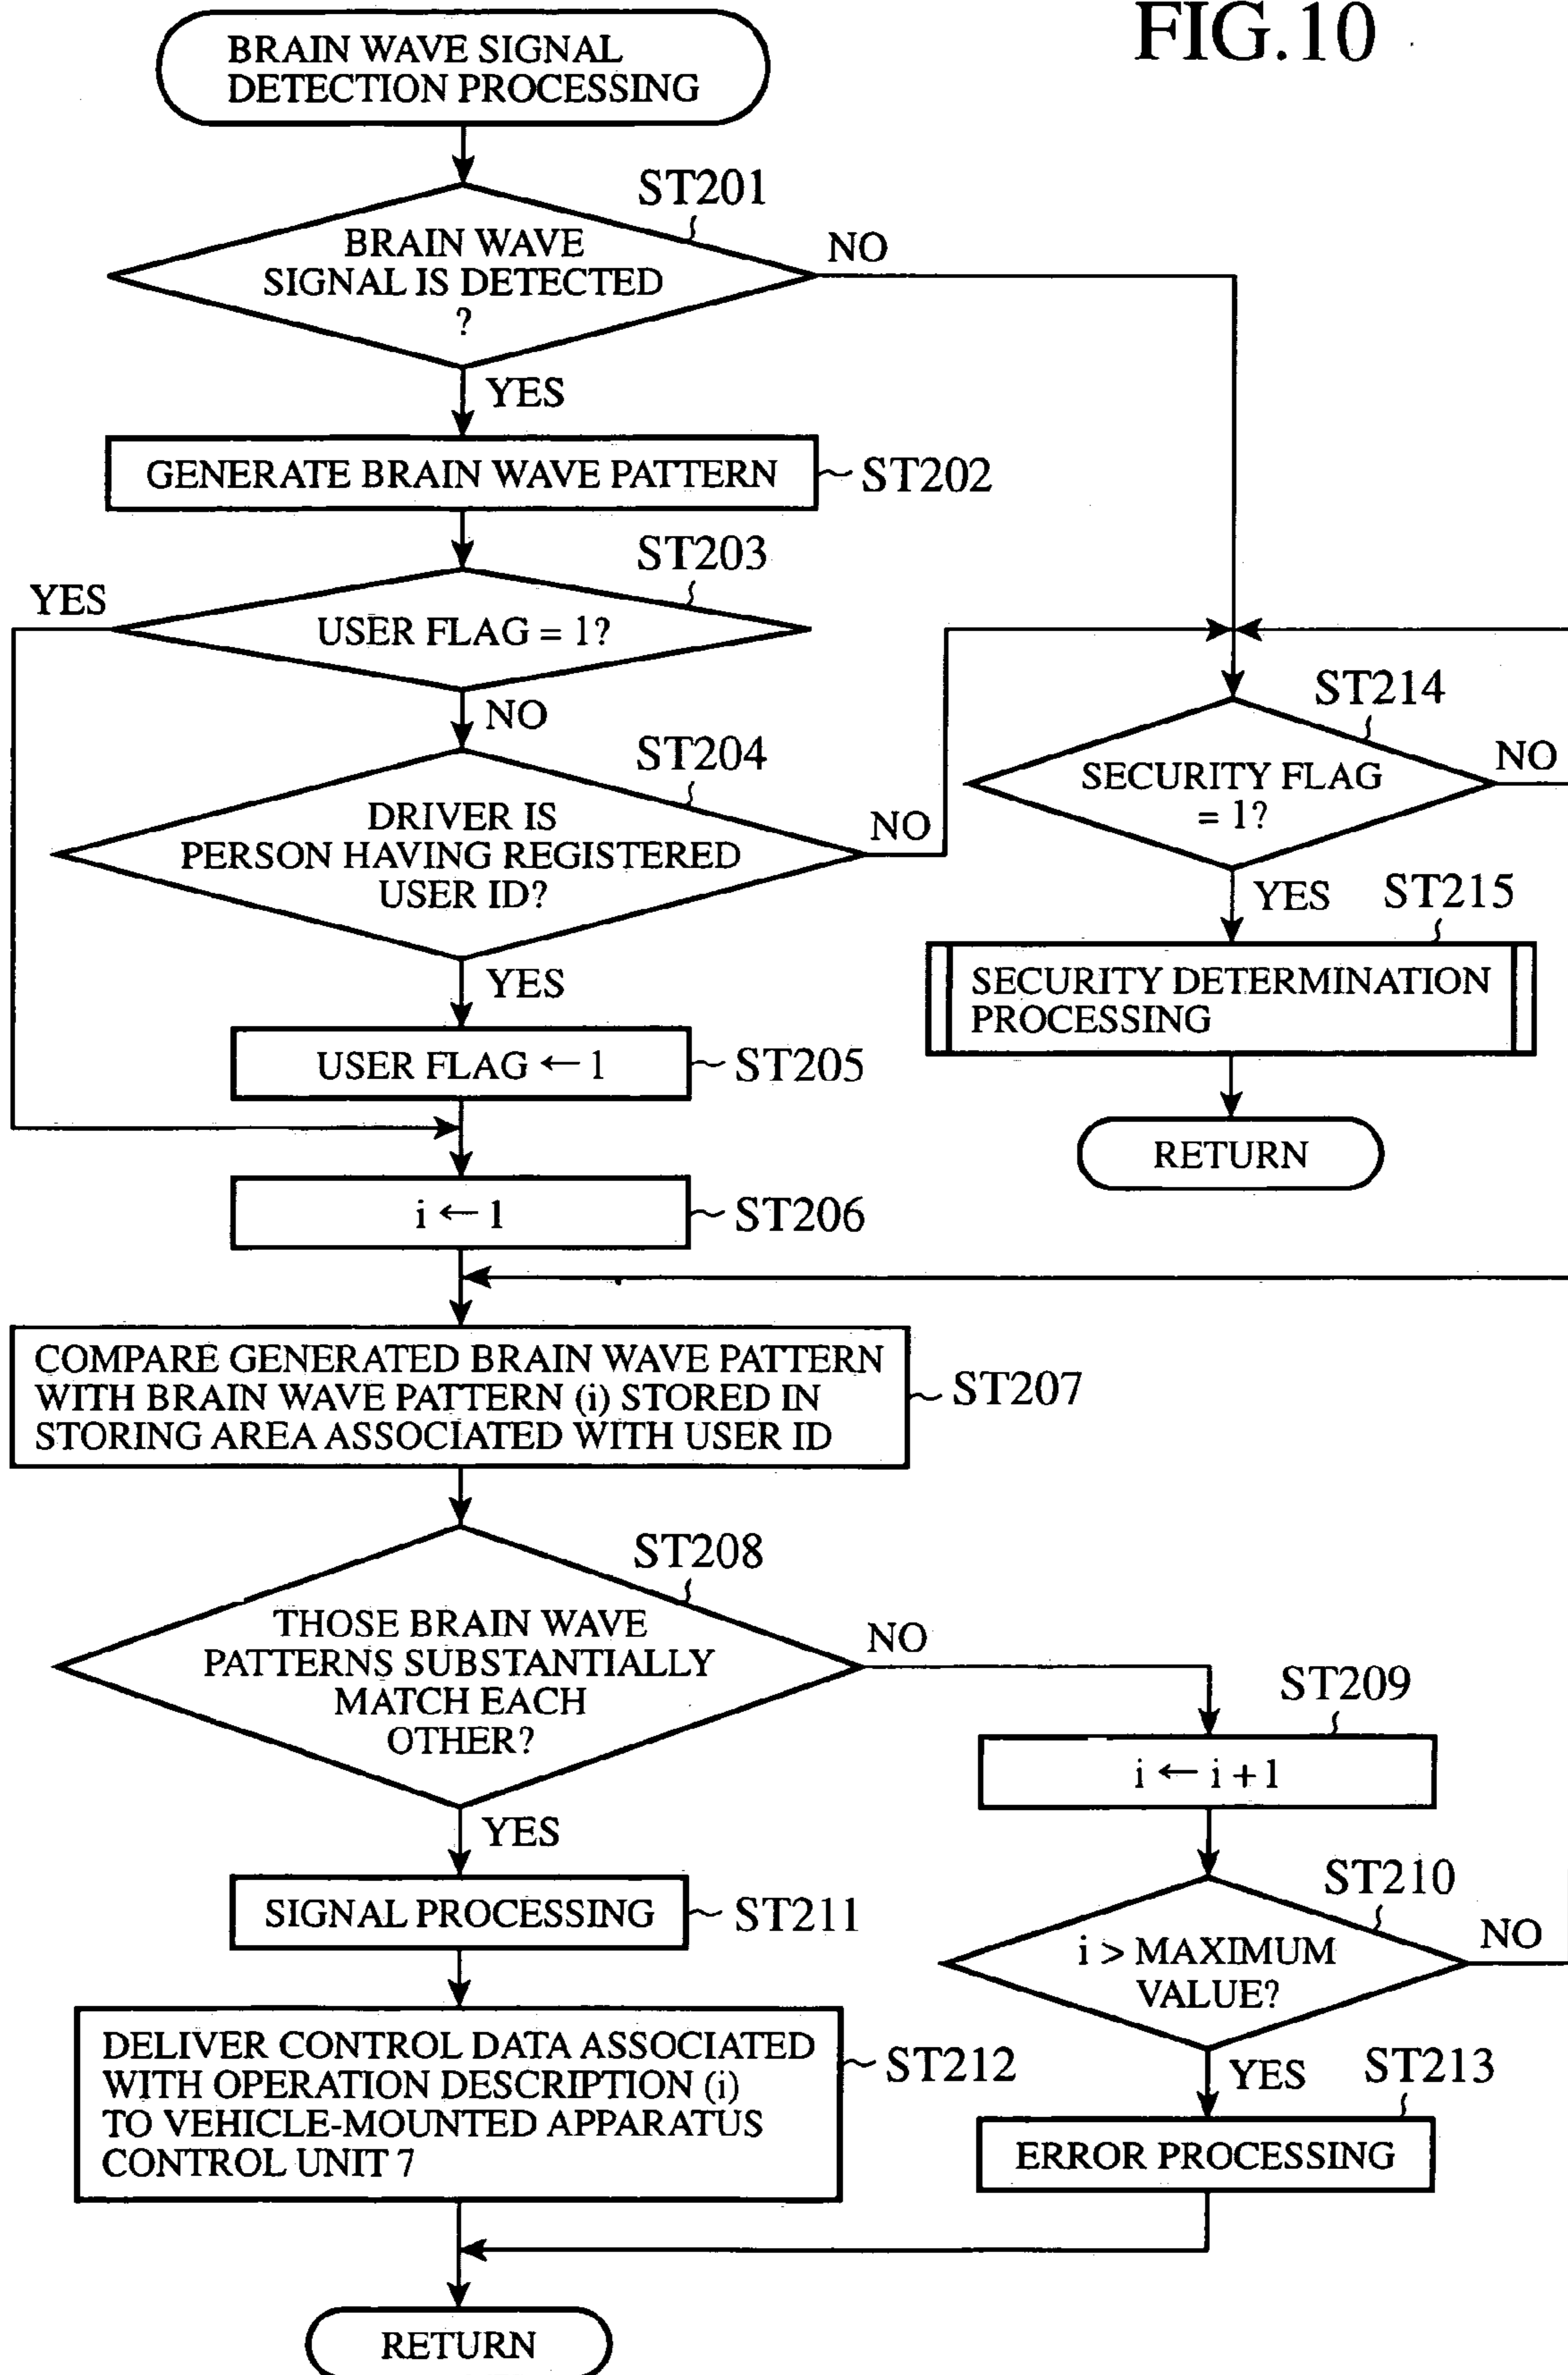 FIG.10
BRAIN WAVE SIGNAL
DETECTION PROCESSING
ST201
BRAIN WAVE
SIGNAL IS DETECTED
?
NO
YES
GENERATE BRAIN WAVE PATTERN
ST202
ST203
YES
USER FLAG = 1?
NO
ST204
DRIVER IS
PERSON HAVING REGISTERED
USER ID?
NO
YES
USER FLAG ← 1
ST205
ST214
SECURITY FLAG
= 1?
NO
YES
ST215
SECURITY DETERMINATION
PROCESSING
RETURN
i ← 1
ST206
COMPARE GENERATED BRAIN WAVE PATTERN
WITH BRAIN WAVE PATTERN (i) STORED IN
STORING AREA ASSOCIATED WITH USER ID
ST207
ST208
THOSE BRAIN WAVE
PATTERNS SUBSTANTIALLY
MATCH EACH
OTHER?
NO
YES
ST209
i ← i + 1
ST210
i > MAXIMUM
VALUE?
NO
YES
ST213
ERROR PROCESSING
SIGNAL PROCESSING
ST211
DELIVER CONTROL DATA ASSOCIATED
WITH OPERATION DESCRIPTION (i)
TO VEHICLE-MOUNTED APPARATUS
CONTROL UNIT 7
ST212
RETURN